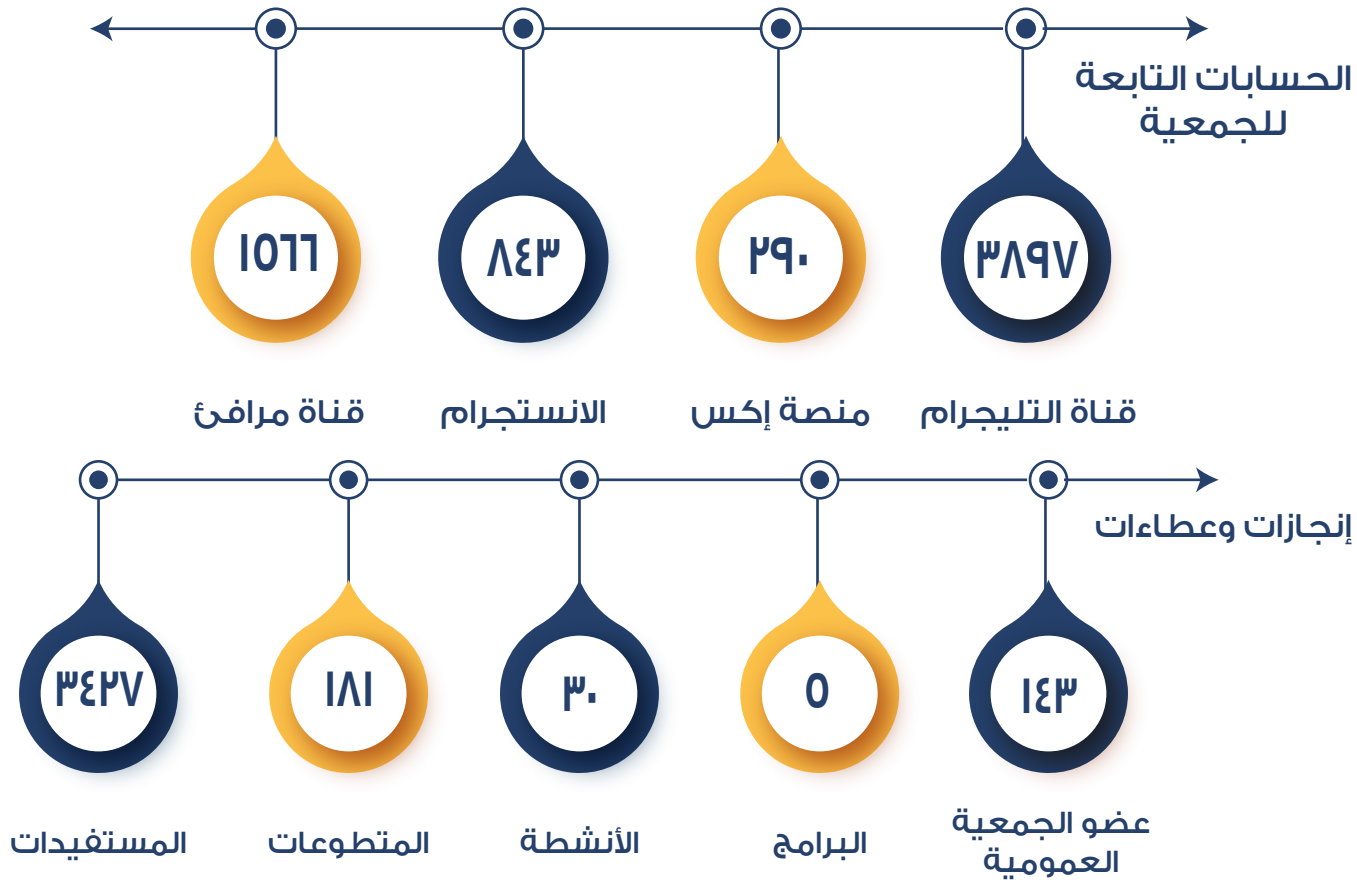 الحسابات التابعة
للجمعية
٣٨٩٧
٢٩٠
٨٤٣
١٥٦٦
قناة التليجرام
منصة إكس
الانستجرام
قناة مرافئ
إنجازات وعطاءات
١٤٣
٥
٣٠
١٨١
٣٤٢٧
عضو الجمعية
العمومية
البرامج
الأنشطة
المتطوعات
المستفيدات